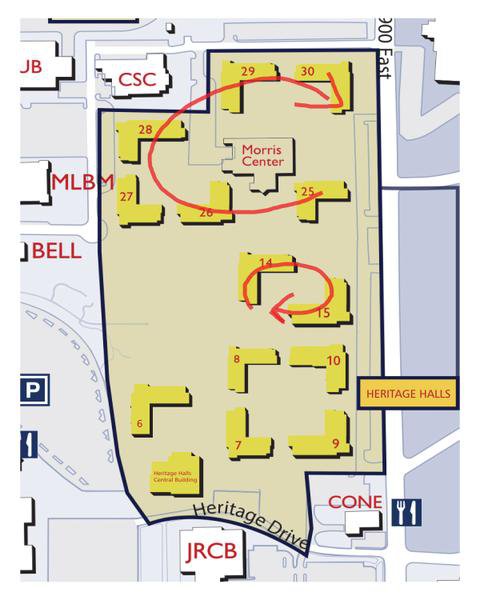 900 East
29
30
UB
CSC
28
Morris
Center
MLBM
27
26
25
BELL
14
15
8
10
P
HERITAGE HALLS
6
7
9
Heritage Halls
Central Building
CONE
Heritage Drive
JRCB